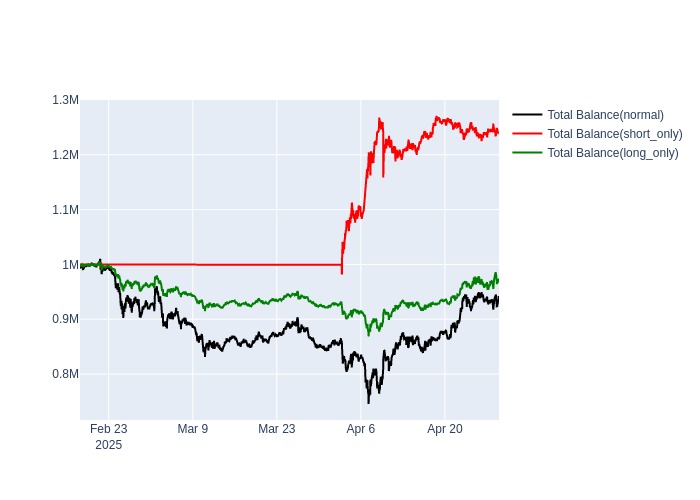 1.3M
1.2M
1.1M
1M
0.9M
0.8M
Feb 23
2025
Mar 9
Mar 23
Apr 6
Apr 20
Total Balance(normal)
Total Balance(short_only)
Total Balance(long_only)